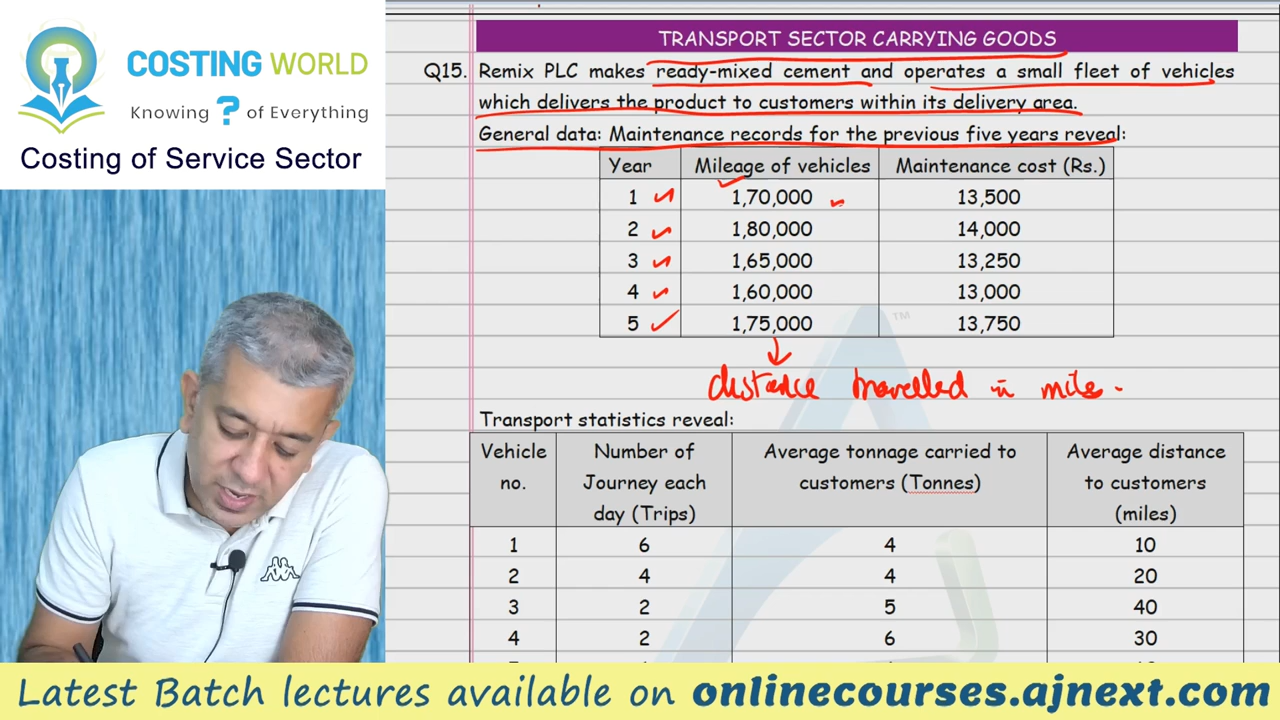 COSTING WORLD
Knowing ? of Everything
Costing of Service Sector
TRANSPORT SECTOR CARRYING GOODS
Q15. Remix PLC makes ready-mixed cement and operates a small fleet of vehicles
which delivers the product to customers within its delivery area.
General data: Maintenance records for the previous five years reveal:
Year Mileage of vehicles Maintenance cost (Rs.)
1 1,70,000 13,500
2 1,80,000 14,000
3 1,65,000 13,250
4 1,60,000 13,000
5 1,75,000 13,750
TM
distance travelled in miles.
Transport statistics reveal:
Vehicle no. Number of Journey each day (Trips) Average tonnage carried to customers (Tonnes) Average distance to customers (miles)
1 6 4 10
2 4 4 20
3 2 5 40
4 2 6 30
Latest Batch lectures available on onlinecourses.ajnext.com